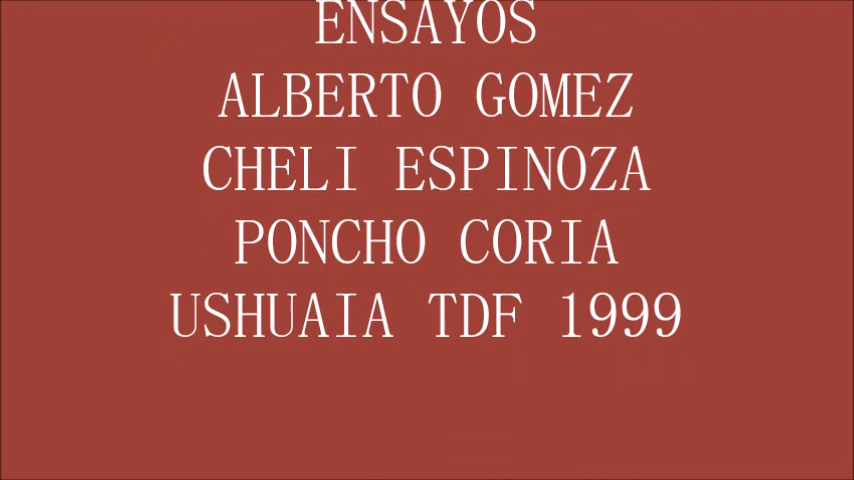 ENSAYOS
ALBERTO GOMEZ
CHELI ESPINOZA
PONCHO CORIA
USHUAIA TDF 1999